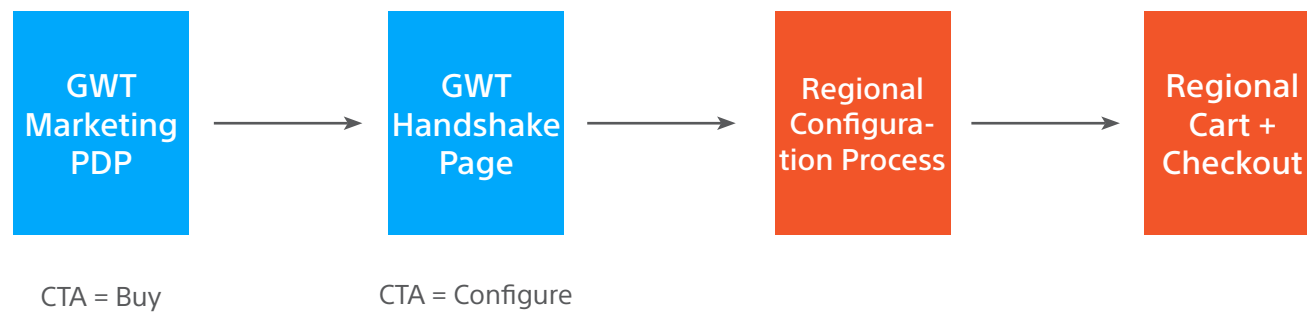 GWT
Marketing
PDP
GWT
Handshake
Page
Regional
Configura-
tion Process
Regional
Cart +
Checkout
CTA = Buy
CTA = Configure